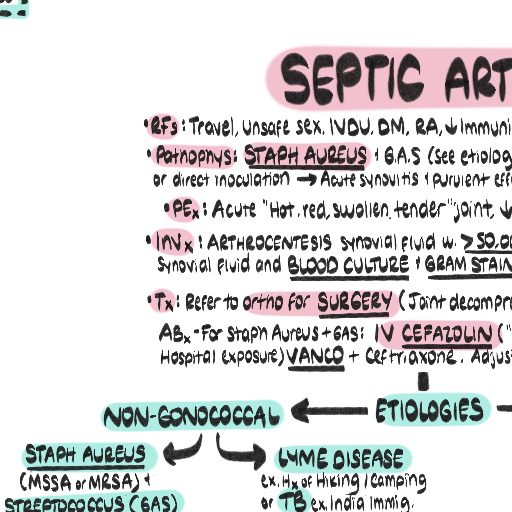 SEPTIC ART
• RFs : Travel, unsafe sex, IVDU, DM, RA, ↓ Immuni
• Pathophys: STAPH AUREUS + G.A.S (see etiolog
or direct inoculation → Acute synovitis + purulent eff
• PEx : Acute "Hot, red, swollen, tender" joint, ↓
• INVx : ARTHROCENTESIS synovial fluid w. >50,00
Synovial fluid and BLOOD CULTURE + GRAM STAIN
• Tx : Refer to ortho for SURGERY (Joint decompre
ABx - For Staph Aureus + GAS: IV CEFAZOLIN ("
Hospital exposure) VANCO + Ceftriaxone. Adjus
NON-GONOCOCCAL ← ETIOLOGIES
STAPH AUREUS
(MSSA or MRSA) +
STREPTOCOCCUS (GAS)
LYME DISEASE
ex. Hx of Hiking / Camping
or TB ex. India Immig.